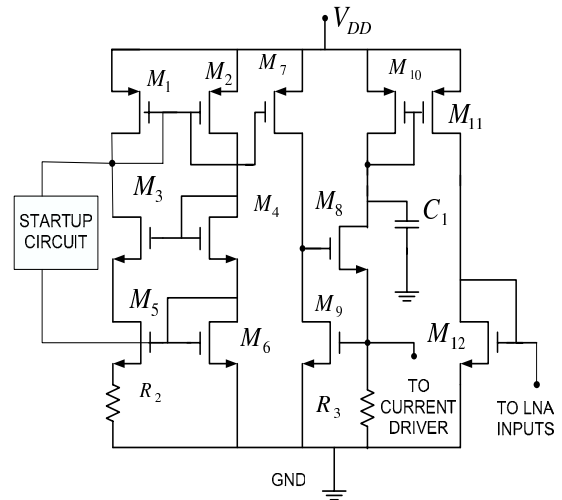 V_DD
M_1
M_2
M_7
M_10
M_11
M_3
M_4
M_8
C_1
STARTUP
CIRCUIT
M_5
M_6
M_9
M_12
R_2
R_3
TO
CURRENT
DRIVER
TO LNA
INPUTS
GND